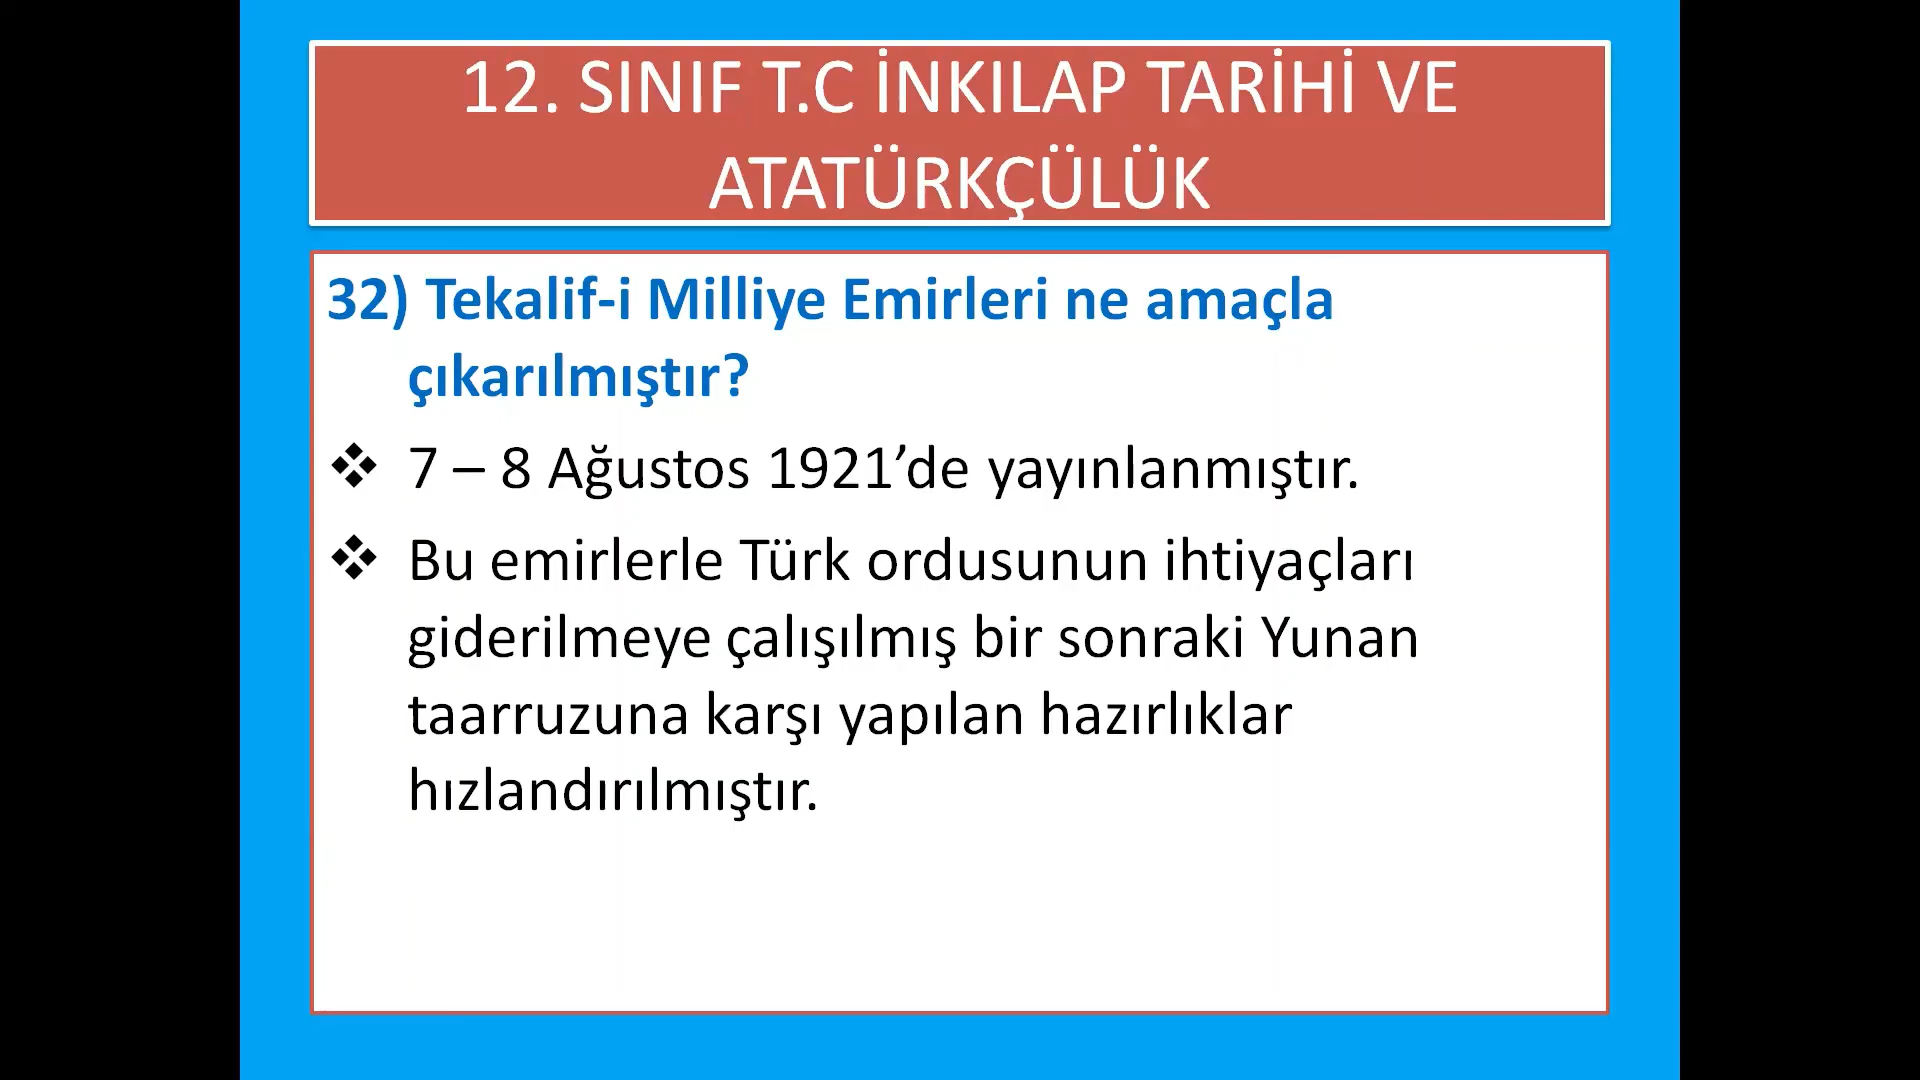 12. SINIF T.C İNKILAP TARİHİ VE
ATATÜRKÇÜLÜK
32) Tekalif-i Milliye Emirleri ne amaçla
çıkarılmıştır?
❖ 7 – 8 Ağustos 1921’de yayınlanmıştır.
❖ Bu emirlerle Türk ordusunun ihtiyaçları
giderilmeye çalışılmış bir sonraki Yunan
taarruzuna karşı yapılan hazırlıklar
hızlandırılmıştır.